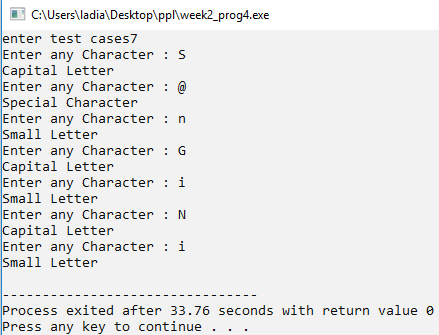 C:\Users\ladia\Desktop\ppl\week2_prog4.exe
enter test cases7
Enter any Character : S
Capital Letter
Enter any Character : @
Special Character
Enter any Character : n
Small Letter
Enter any Character : G
Capital Letter
Enter any Character : i
Small Letter
Enter any Character : N
Capital Letter
Enter any Character : i
Small Letter
--------------------------------
Process exited after 33.76 seconds with return value 0
Press any key to continue . . .